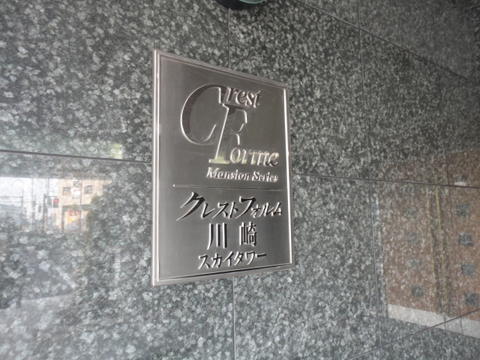 Crest
Forme
Mansion Series
クレストフォルム
川崎
スカイタワー